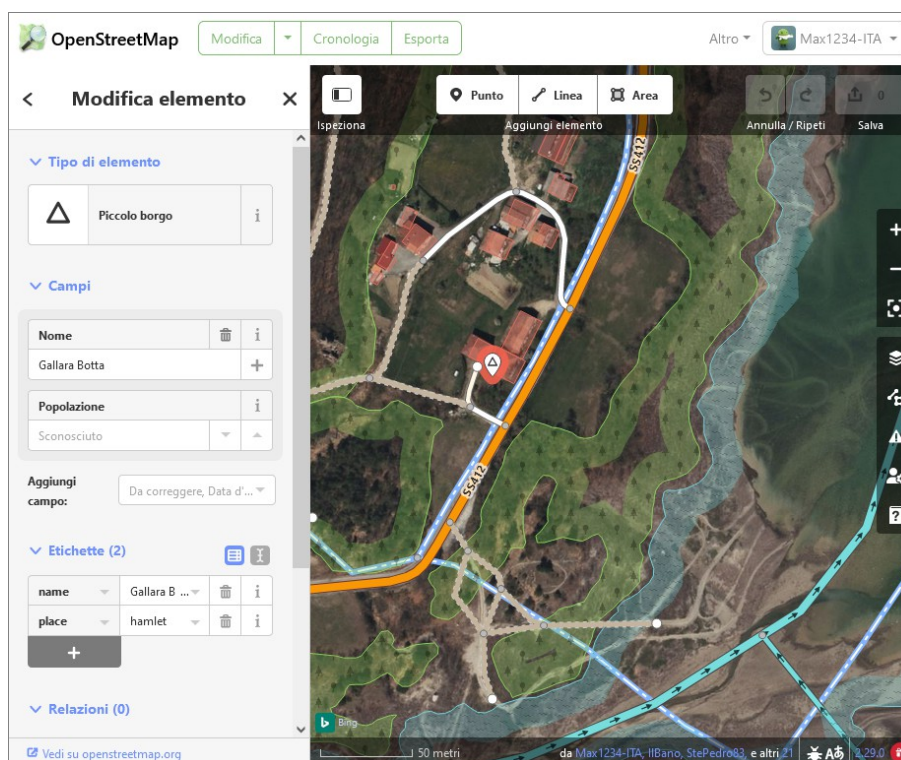 OpenStreetMap
Modifica
Cronologia
Esporta
Altro
Max1234-ITA
Modifica elemento
Ispeziona
Punto
Linea
Area
Aggiungi elemento
Annulla / Ripeti
0
Salva
Tipo di elemento
Piccolo borgo
Campi
Nome
Gallara Botta
Popolazione
Sconosciuto
Aggiungi
campo:
Da correggere, Data d'...
Etichette (2)
name
Gallara B ...
place
hamlet
Relazioni (0)
Vedi su openstreetmap.org
SS412
SS412
Bing
50 metri
da Max1234-ITA, IlBano, StePedro83, e altri 21
2.29.0